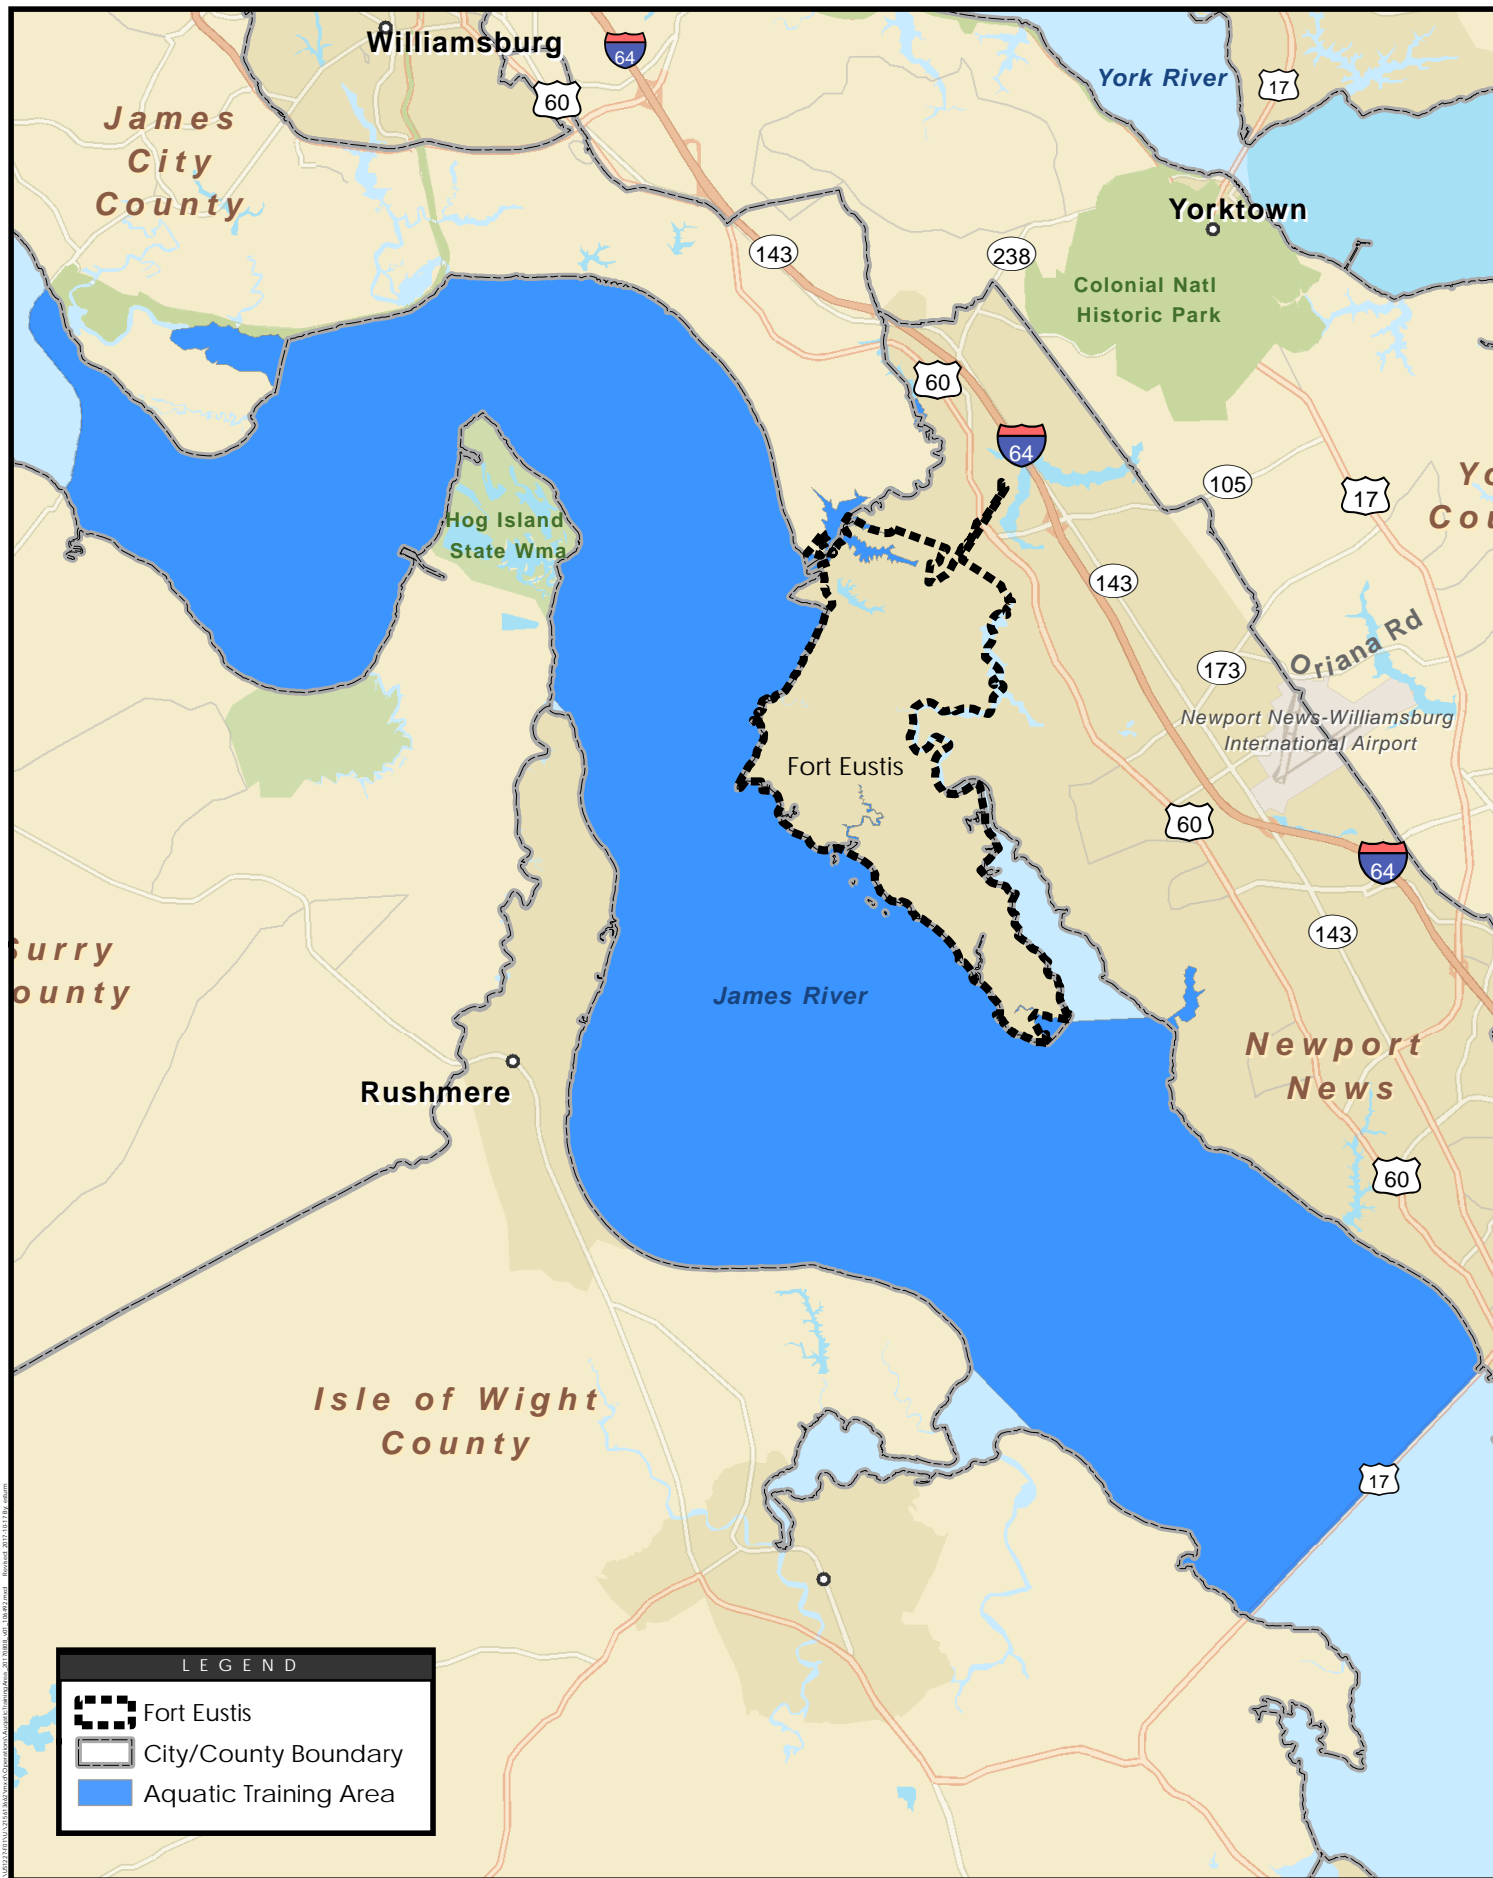 Williamsburg
64
60
York River
17
James
City
County
Yorktown
143
238
Colonial Natl
Historic Park
60
64
105
17
Yo
Cou
Hog Island
State Wma
143
Oriana Rd
173
Newport News-Williamsburg
International Airport
Fort Eustis
60
64
143
Surry
ounty
James River
Newport
News
Rushmere
60
Isle of Wight
County
17
LEGEND
Fort Eustis
City/County Boundary
Aquatic Training Area